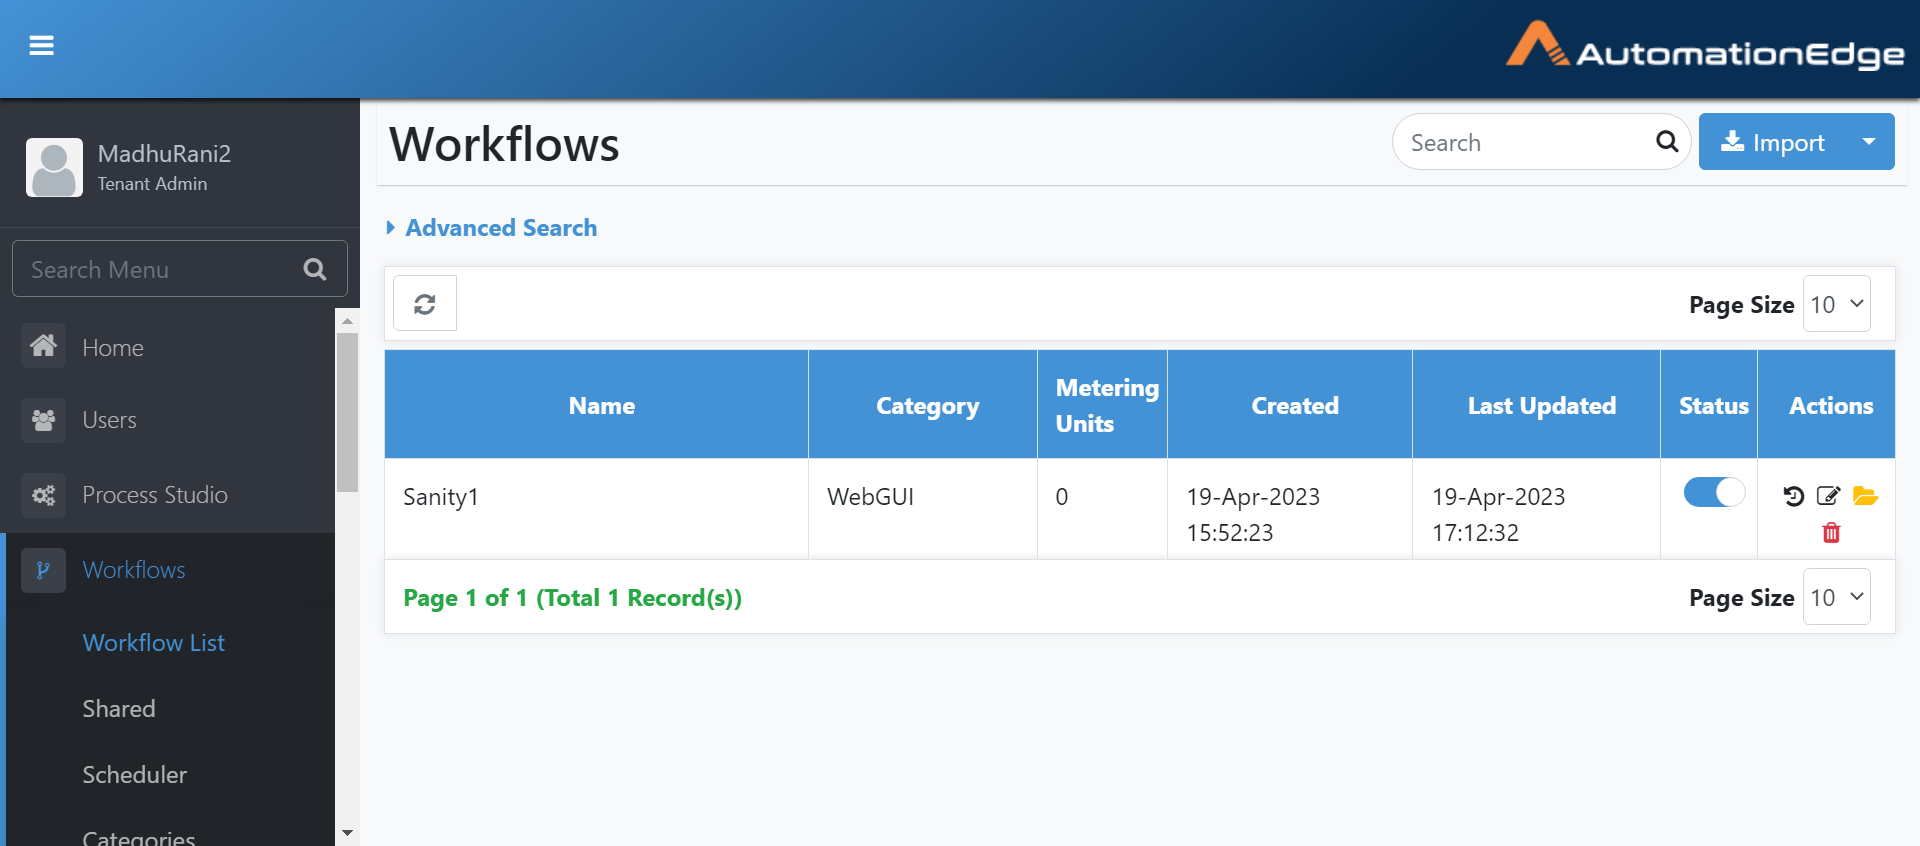 AutomationEdge
MadhuRani2
Tenant Admin
Search Menu
Home
Users
Process Studio
Workflows
Workflow List
Shared
Scheduler
Categories
Workflows
Search
Import
Advanced Search
Page Size 10
Name Category Metering Units Created Last Updated Status Actions
Sanity1 WebGUI 0 19-Apr-2023 15:52:23 19-Apr-2023 17:12:32
Page 1 of 1 (Total 1 Record(s))
Page Size 10